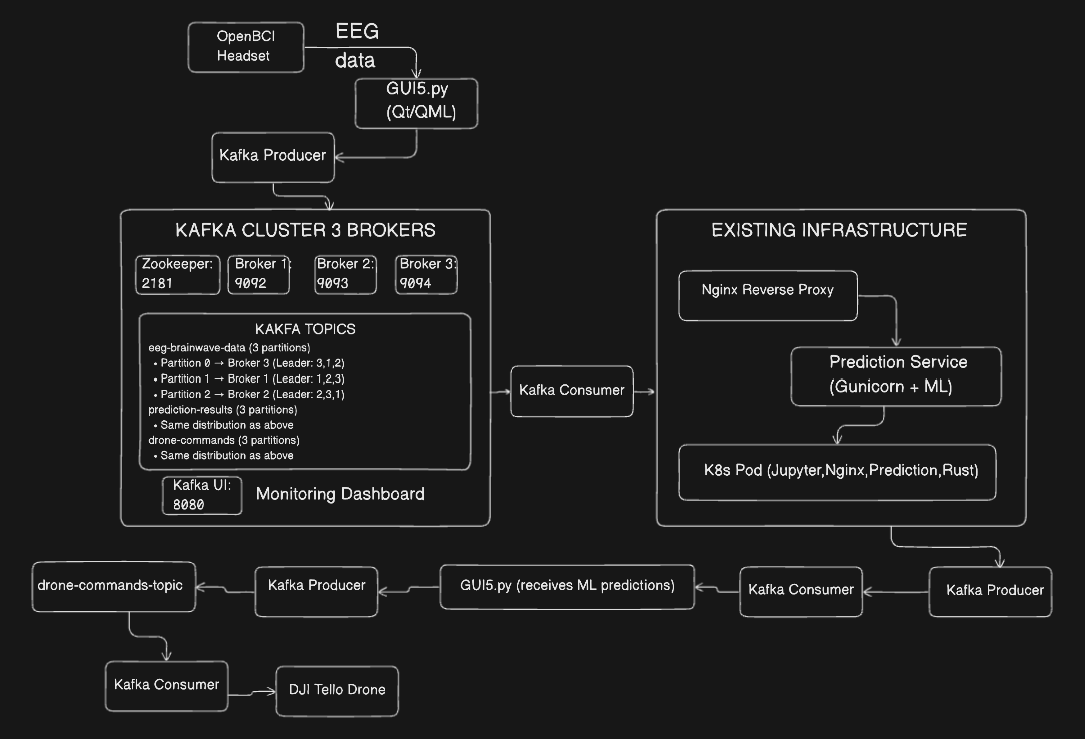 OpenBCI
Headset
EEG
data
GUI5.py
(Qt/QML)
Kafka Producer
KAFKA CLUSTER 3 BROKERS
Zookeeper:
2181
Broker 1:
9092
Broker 2:
9093
Broker 3:
9094
KAKFA TOPICS
eeg-brainwave-data (3 partitions)
• Partition 0 → Broker 3 (Leader: 3,1,2)
• Partition 1 → Broker 1 (Leader: 1,2,3)
• Partition 2 → Broker 2 (Leader: 2,3,1)
prediction-results (3 partitions)
• Same distribution as above
drone-commands (3 partitions)
• Same distribution as above
Kafka UI:
8080
Monitoring Dashboard
Kafka Consumer
EXISTING INFRASTRUCTURE
Nginx Reverse Proxy
Prediction Service
(Gunicorn + ML)
K8s Pod (Jupyter,Nginx,Prediction,Rust)
Kafka Producer
Kafka Consumer
GUI5.py (receives ML predictions)
Kafka Producer
drone-commands-topic
Kafka Consumer
DJI Tello Drone